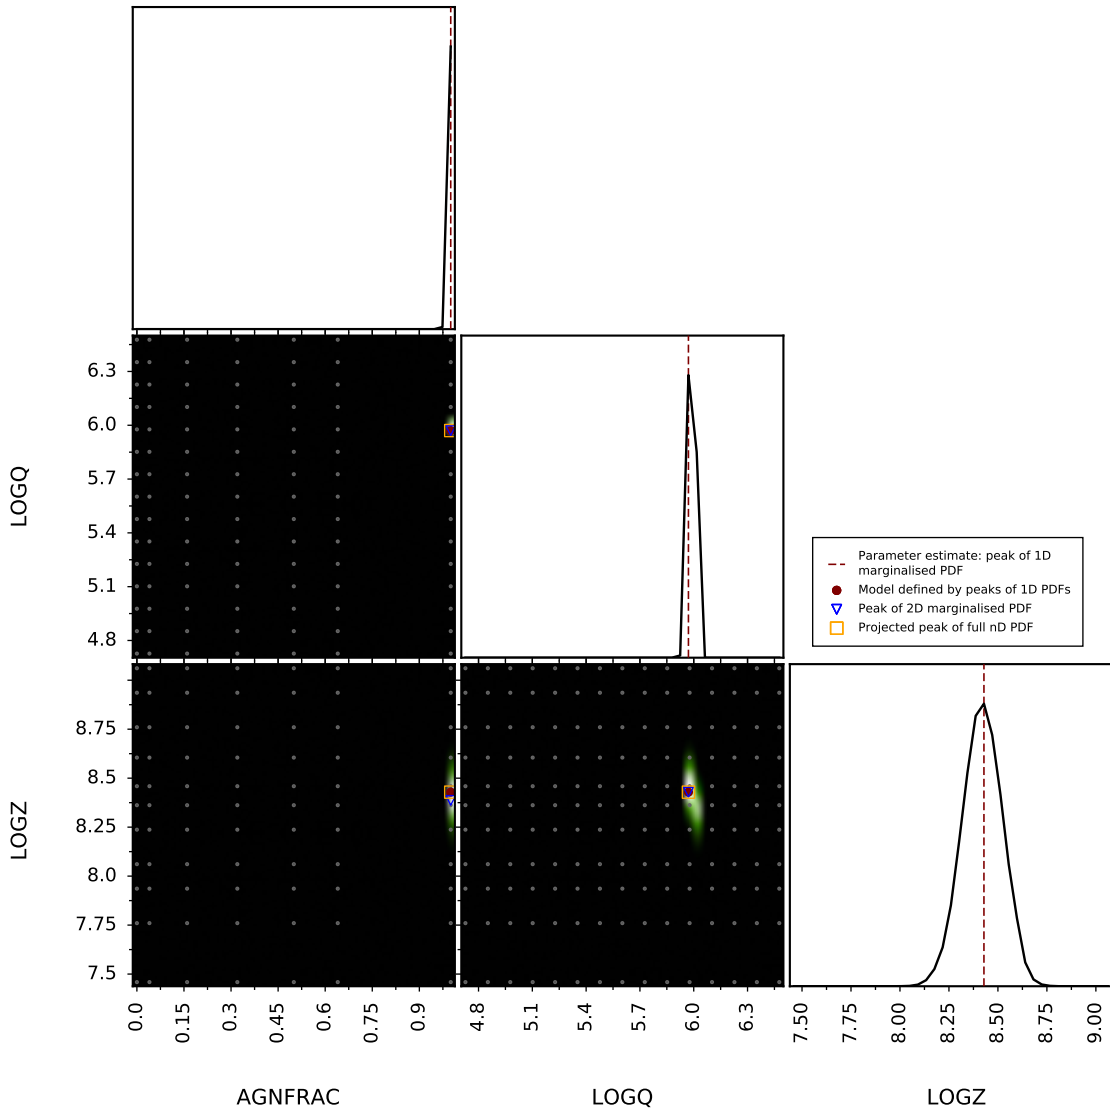 6.3
6.0
5.7
5.4
5.1
4.8
LOGQ
Parameter estimate: peak of 1D
marginalised PDF
Model defined by peaks of 1D PDFs
Peak of 2D marginalised PDF
Projected peak of full nD PDF
8.75
8.5
8.25
8.0
7.75
7.5
LOGZ
0.0 0.15 0.3 0.45 0.6 0.75 0.9
4.8 5.1 5.4 5.7 6.0 6.3
7.50 7.75 8.00 8.25 8.50 8.75 9.00
AGNFRAC LOGQ LOGZ